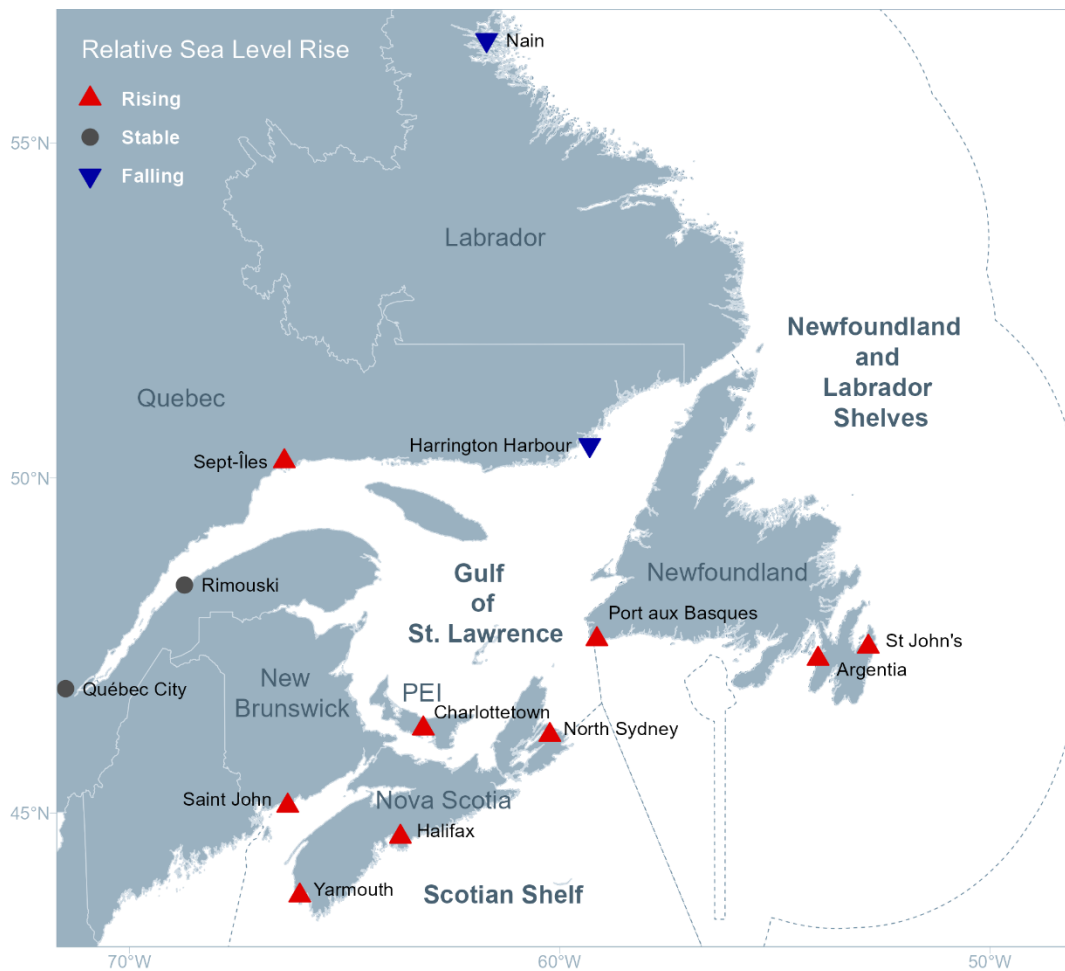 Relative Sea Level Rise
Rising
Stable
Falling
Nain
55°N
Labrador
Newfoundland
and
Labrador
Shelves
Quebec
Harrington Harbour
Sept-Îles
50°N
Gulf
of
St. Lawrence
Newfoundland
Rimouski
Port aux Basques
St John's
Argentia
Québec City
New
Brunswick
PEI
Charlottetown
North Sydney
Saint John
Nova Scotia
45°N
Halifax
Yarmouth
Scotian Shelf
70°W
60°W
50°W